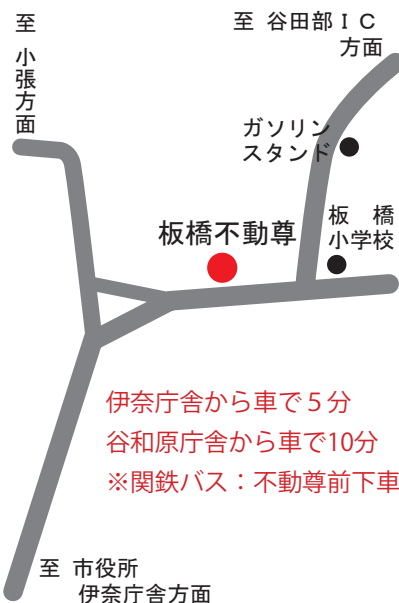 至 小張方面
至 谷田部ＩＣ
方面
ガソリン
スタンド
板橋不動尊
板　橋
小学校
伊奈庁舎から車で５分
谷和原庁舎から車で10分
※関鉄バス：不動尊前下車
至 市役所
伊奈庁舎方面